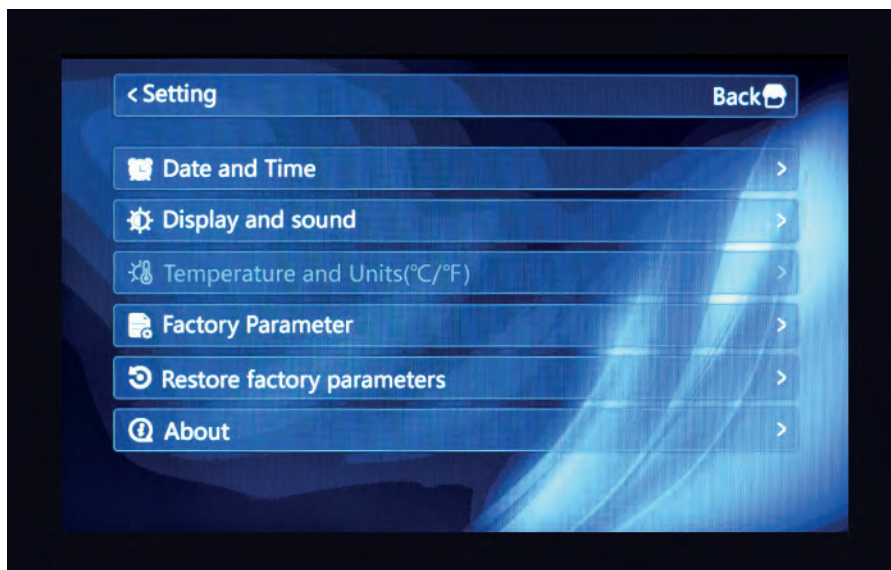 < Setting
Back
Date and Time >
Display and sound >
Temperature and Units(℃/℉) >
Factory Parameter >
Restore factory parameters >
About >